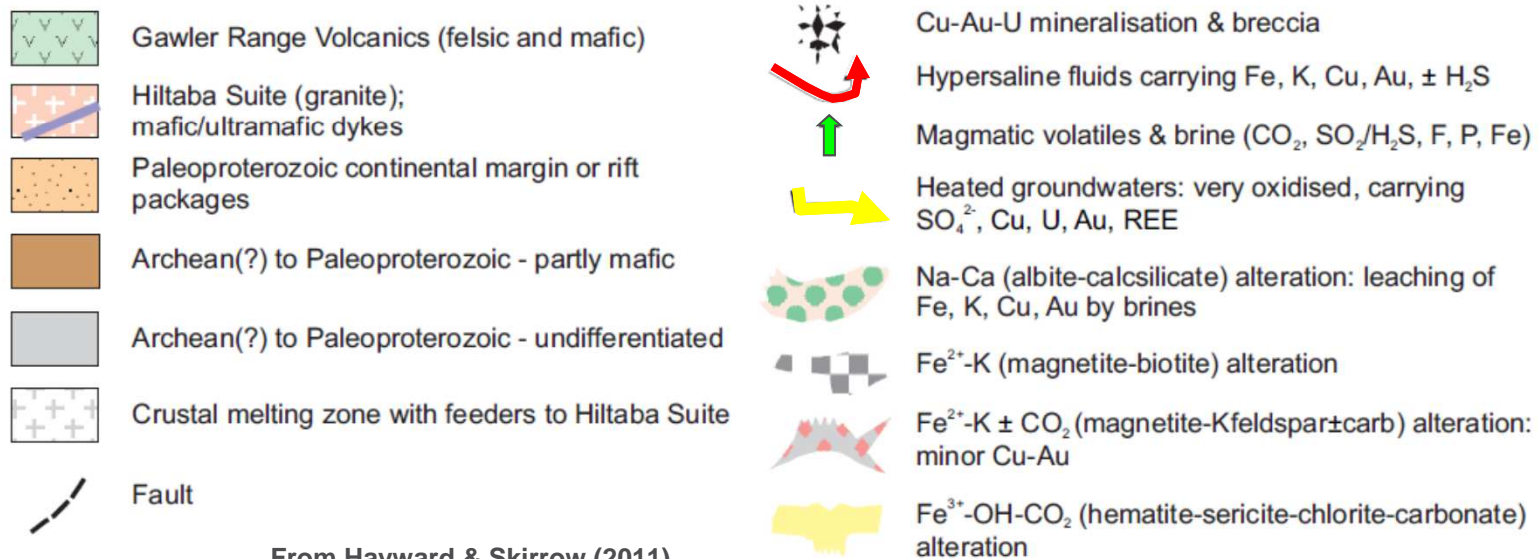 Gawler Range Volcanics (felsic and mafic)
Hiltaba Suite (granite);
mafic/ultramafic dykes
Paleoproterozoic continental margin or rift
packages
Archean(?) to Paleoproterozoic - partly mafic
Archean(?) to Paleoproterozoic - undifferentiated
Crustal melting zone with feeders to Hiltaba Suite
Fault
From Hayward & Skirrow (2011)
Cu-Au-U mineralisation & breccia
Hypersaline fluids carrying Fe, K, Cu, Au, ± H₂S
Magmatic volatiles & brine (CO₂, SO₂/H₂S, F, P, Fe)
Heated groundwaters: very oxidised, carrying
SO₄²⁻, Cu, U, Au, REE
Na-Ca (albite-calcsilicate) alteration: leaching of
Fe, K, Cu, Au by brines
Fe²⁺-K (magnetite-biotite) alteration
Fe²⁺-K ± CO₂ (magnetite-Kfeldspar±carb) alteration:
minor Cu-Au
Fe³⁺-OH-CO₂ (hematite-sericite-chlorite-carbonate)
alteration